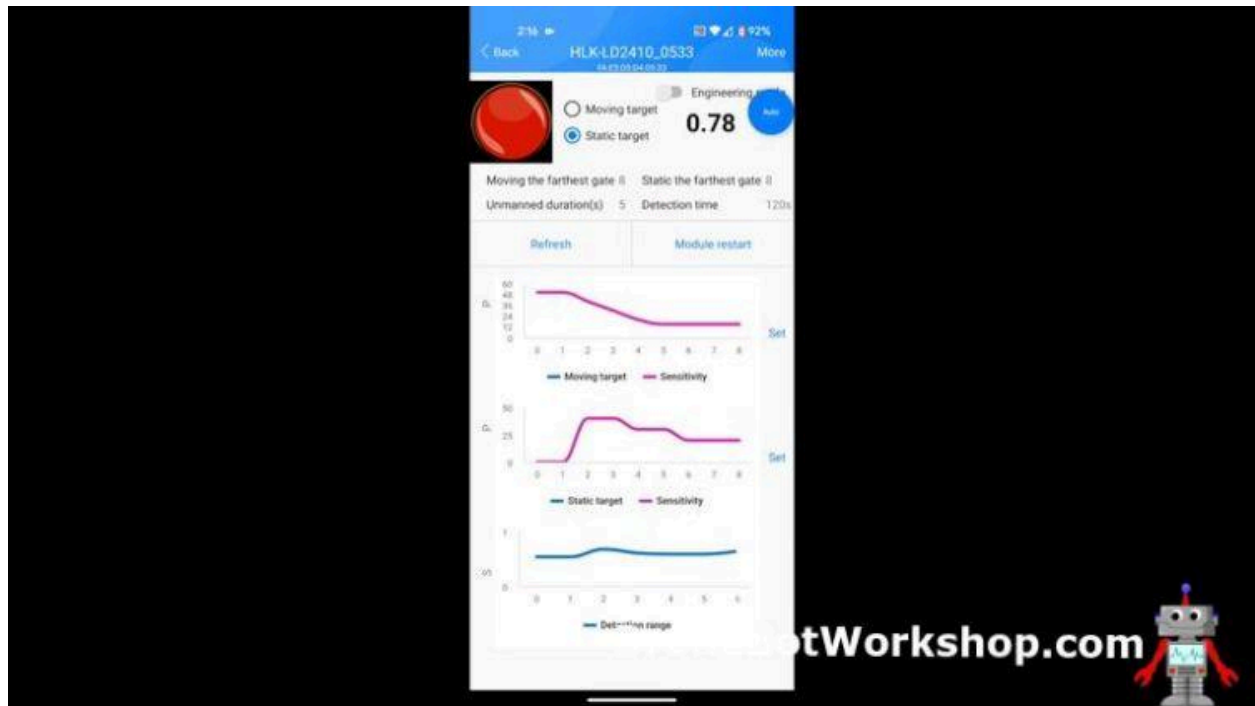 2:16 92%
< Back HLK-LD2410_0533 More
Engineering
Moving target
Static target
0.78
Auto
Moving the farthest gate 8 Static the farthest gate 8
Unmanned duration(s) 5 Detection time 120s
Refresh Module restart
60
48
36
24
12
0
0 1 2 3 4 5 6 7 8
Set
Moving target Sensitivity
50
25
0
0 1 2 3 4 5 6 7 8
Set
Static target Sensitivity
1
S
0
0 1 2 3 4 5 6
range
otWorkshop.com